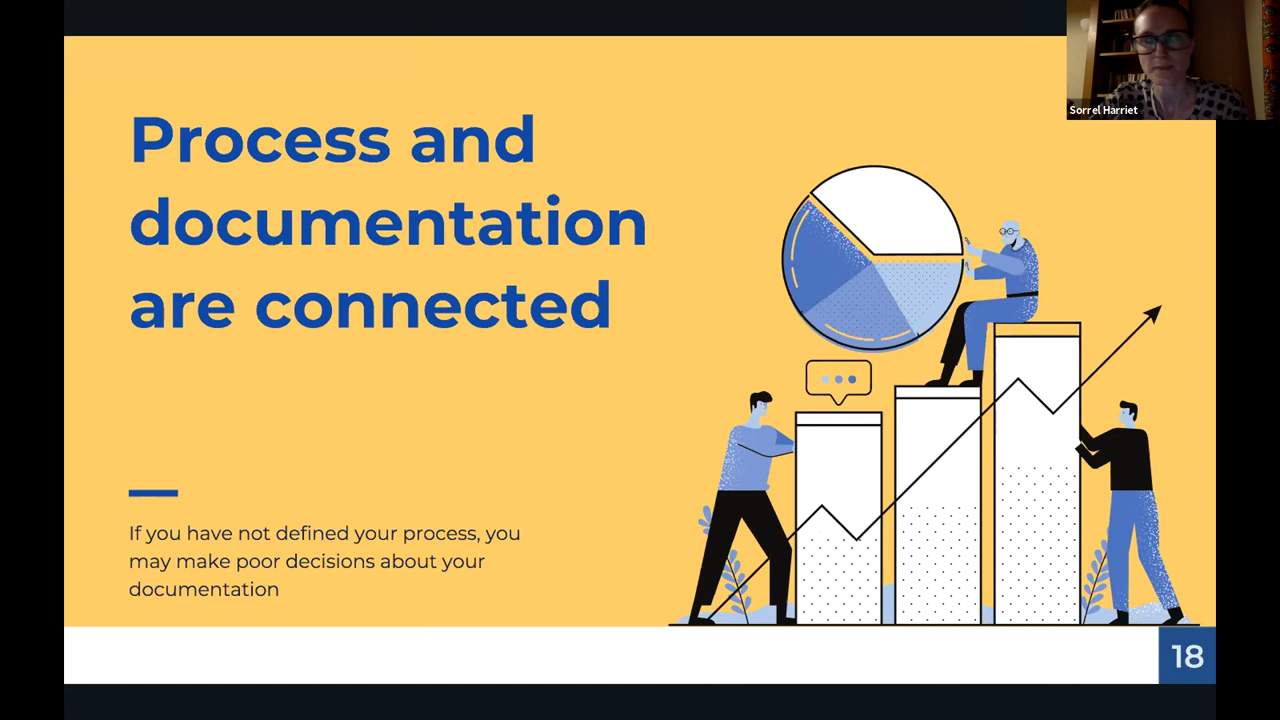 Sorrel Harriet
Process and
documentation
are connected
If you have not defined your process, you
may make poor decisions about your
documentation
18